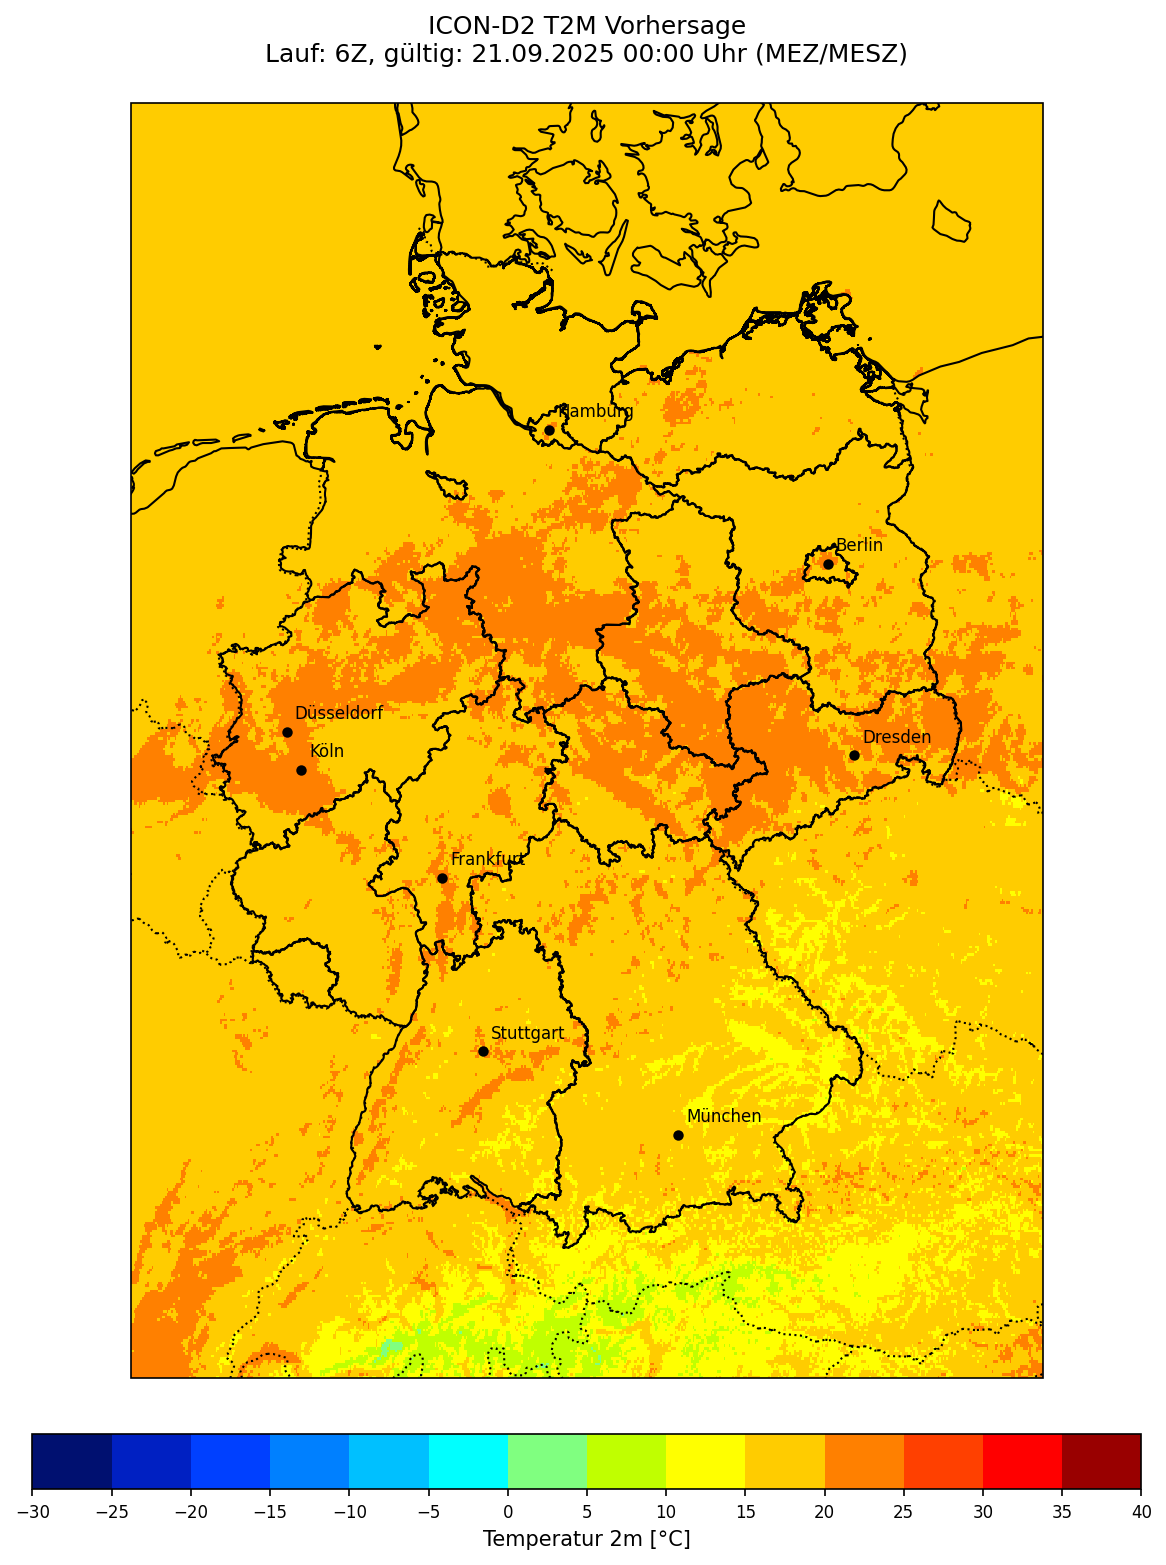 ICON-D2 T2M Vorhersage
Lauf: 6Z, gültig: 21.09.2025 00:00 Uhr (MEZ/MESZ)
Hamburg
Berlin
Düsseldorf
Köln
Dresden
Frankfurt
Stuttgart
München
−30 −25 −20 −15 −10 −5 0 5 10 15 20 25 30 35 40
Temperatur 2m [°C]